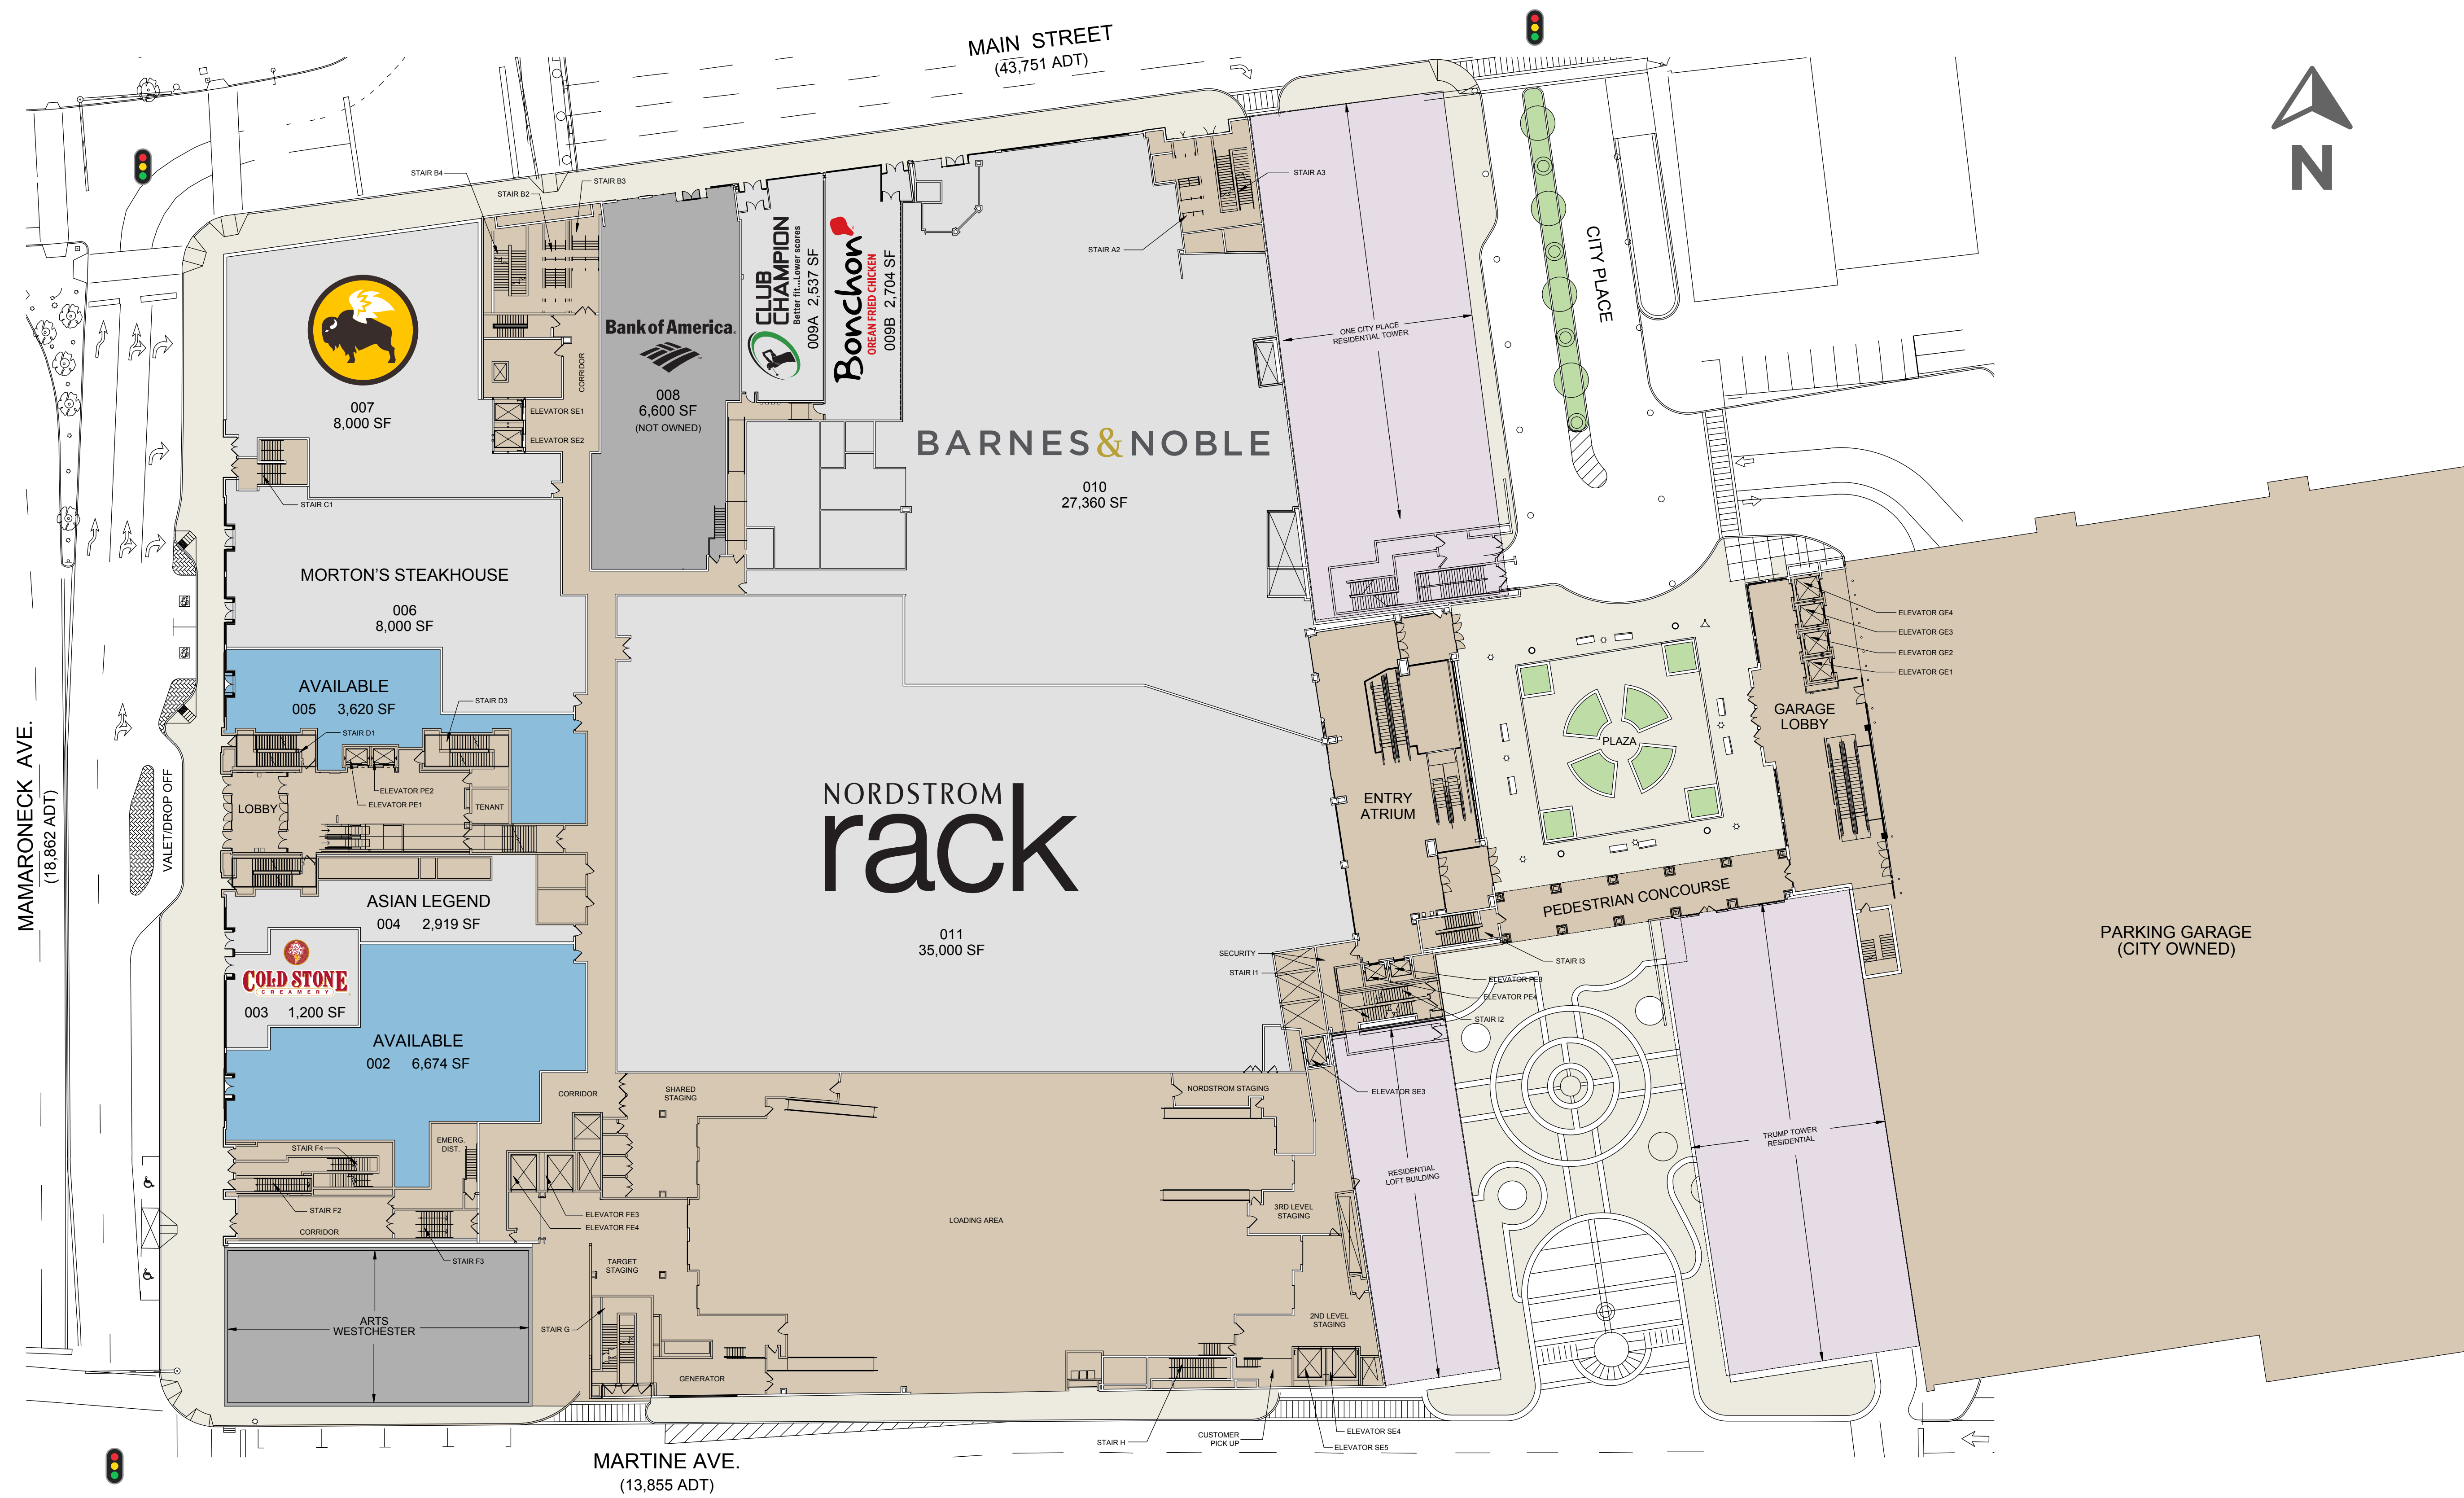 MAIN STREET
(43,751 ADT)
N
STAIR B4
STAIR B2
STAIR B3
STAIR A3
STAIR A2
CITY PLACE
ONE CITY PLACE
RESIDENTIAL TOWER
007
8,000 SF
CORRIDOR
ELEVATOR SE1
ELEVATOR SE2
Bank of America
008
6,600 SF
(NOT OWNED)
CLUB
CHAMPION
Better fit...Lower scores
009A 2,537 SF
Bonchon
OREAN FRIED CHICKEN
009B 2,704 SF
BARNES&NOBLE
010
27,360 SF
STAIR C1
MORTON'S STEAKHOUSE
006
8,000 SF
AVAILABLE
005 3,620 SF
STAIR D3
STAIR D1
ELEVATOR PE2
ELEVATOR PE1
LOBBY
TENANT
MAMARONECK AVE.
(18,862 ADT)
VALET/DROP OFF
ASIAN LEGEND
004 2,919 SF
COLD STONE
CREAMERY
003 1,200 SF
AVAILABLE
002 6,674 SF
NORDSTROM
rack
011
35,000 SF
ENTRY
ATRIUM
PLAZA
GARAGE
LOBBY
ELEVATOR GE4
ELEVATOR GE3
ELEVATOR GE2
ELEVATOR GE1
PEDESTRIAN CONCOURSE
PARKING GARAGE
(CITY OWNED)
SECURITY
STAIR I1
STAIR I3
ELEVATOR PE3
ELEVATOR PE4
STAIR I2
ELEVATOR SE3
CORRIDOR
SHARED
STAGING
NORDSTROM STAGING
EMERG.
DIST.
STAIR F4
STAIR F2
CORRIDOR
STAIR F3
ELEVATOR FE3
ELEVATOR FE4
LOADING AREA
3RD LEVEL
STAGING
RESIDENTIAL
LOFT BUILDING
TRUMP TOWER
RESIDENTIAL
TARGET
STAGING
2ND LEVEL
STAGING
ARTS
WESTCHESTER
STAIR G
GENERATOR
STAIR H
CUSTOMER
PICK UP
ELEVATOR SE4
ELEVATOR SE5
MARTINE AVE.
(13,855 ADT)